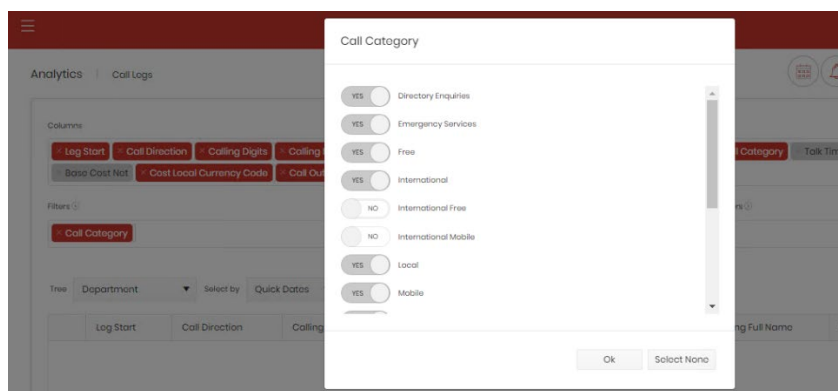 Call Category
Analytics | Call Logs
YES Directory Enquiries
Columns
YES Emergency Services
× Leg Start × Call Direction × Calling Digits × Calling
YES Free
Category × Talk Tim
× Base Cost Net × Cost Local Currency Code × Call Out
YES International
Filters
NO International Free
× Call Category
NO International Mobile
YES Local
Tree Department Select by Quick Dates
YES Mobile
Leg Start Call Direction Calling
ng Full Name
Ok Select None